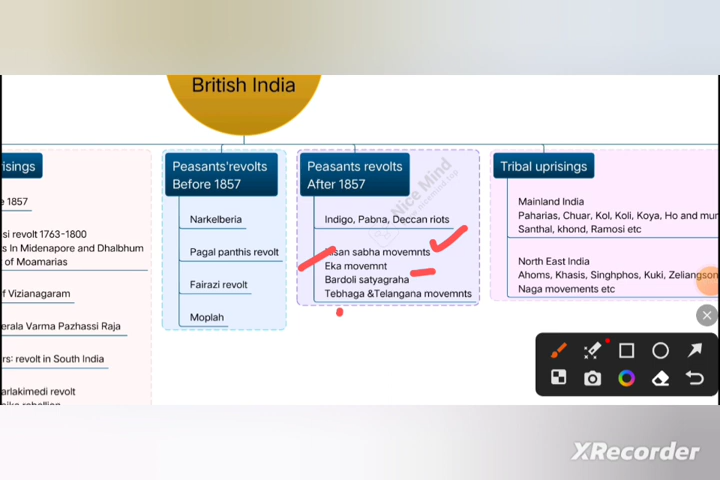 British India
isings
e 1857
si revolt 1763-1800
s In Midenapore and Dhalbhum
t of Moamarias
f Vizianagaram
erala Varma Pazhassi Raja
rs: revolt in South India
arlakimedi revolt
Peasants'revolts
Before 1857
Narkelberia
Pagal panthis revolt
Fairazi revolt
Moplah
Peasants revolts
After 1857
Indigo, Pabna, Deccan riots
Kisan sabha movemnts
Eka movemnt
Bardoli satyagraha
Tebhaga &Telangana movemnts
Nice Mind
Tribal uprisings
Mainland India
Paharias, Chuar, Kol, Koli, Koya, Ho and mun
Santhal, khond, Ramosi etc
North East India
Ahoms, Khasis, Singhphos, Kuki, Zeliangson
Naga movements etc
XRecorder